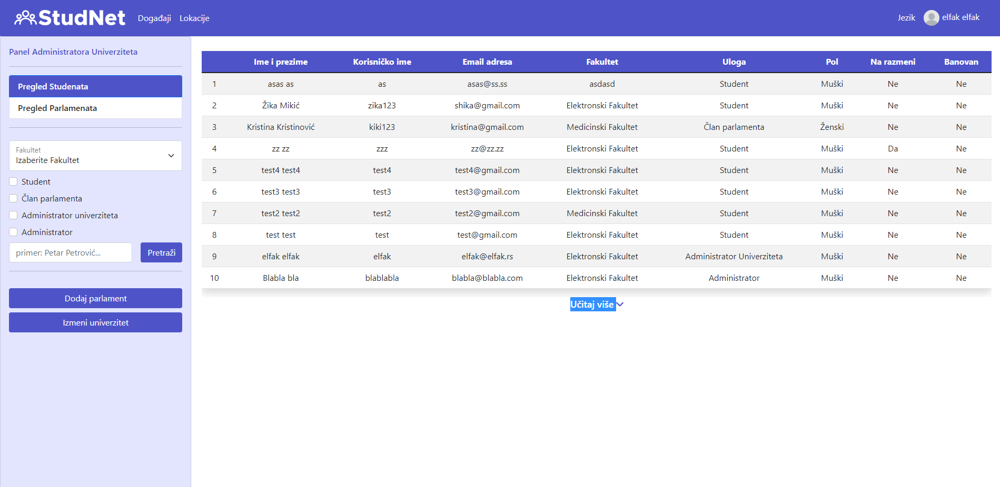 StudNet Događaji Lokacije Jezik elfak elfak
Panel Administratora Univerziteta
Pregled Studenata
Pregled Parlamenata
Fakultet
Izaberite Fakultet
Student
Član parlamenta
Administrator univerziteta
Administrator
primer: Petar Petrović... Pretraži
Dodaj parlament
Izmeni univerzitet
Ime i prezime Korisničko ime Email adresa Fakultet Uloga Pol Na razmeni Banovan
1 asas as as asas@ss.ss asdasd Student Muški Ne Ne
2 Žika Mikić zika123 shika@gmail.com Elektronski Fakultet Student Muški Ne Ne
3 Kristina Kristinović kiki123 kristina@gmail.com Medicinski Fakultet Član parlamenta Ženski Ne Ne
4 zz zz zzz zz@zz.zz Elektronski Fakultet Student Muški Da Ne
5 test4 test4 test4 test4@gmail.com Elektronski Fakultet Student Muški Ne Ne
6 test3 test3 test3 test3@gmail.com Elektronski Fakultet Student Muški Ne Ne
7 test2 test2 test2 test2@gmail.com Medicinski Fakultet Student Muški Ne Ne
8 test test test test@gmail.com Elektronski Fakultet Student Muški Ne Ne
9 elfak elfak elfak elfak@elfak.rs Elektronski Fakultet Administrator Univerziteta Muški Ne Ne
10 Blabla bla blablabla blabla@blabla.com Elektronski Fakultet Administrator Muški Ne Ne
Učitaj više